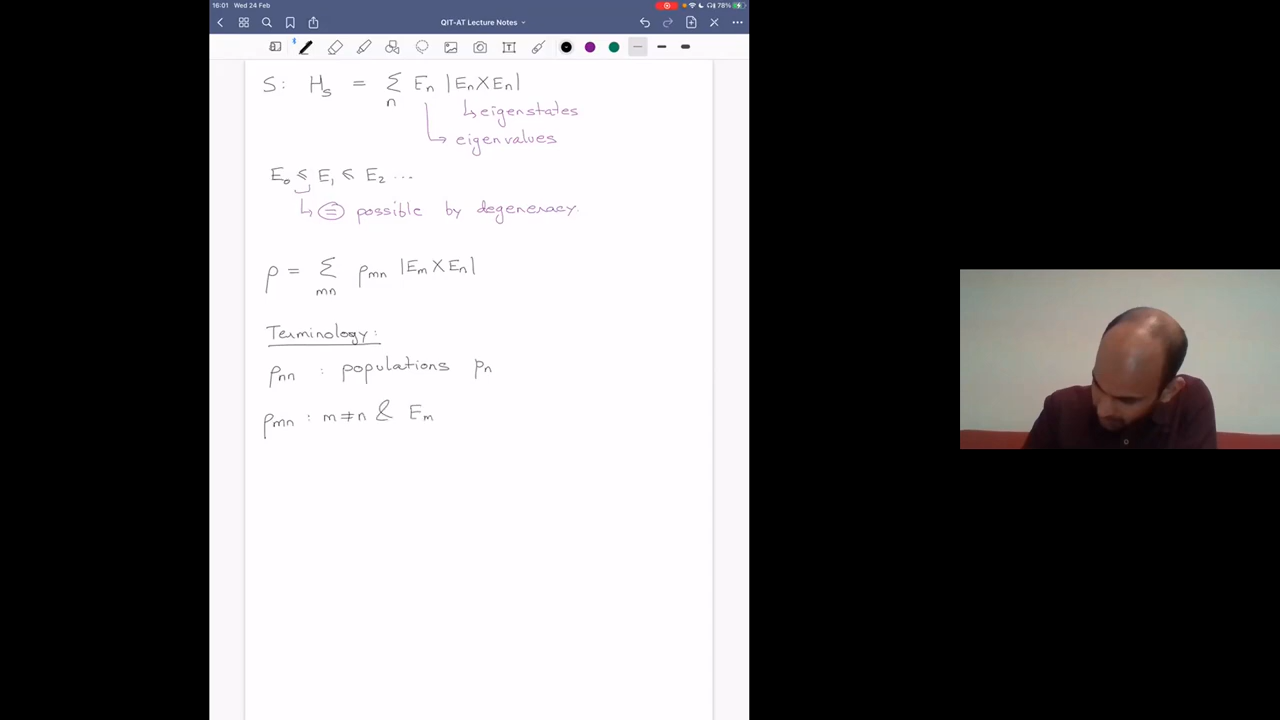 16:01 Wed 24 Feb
78%
QIT-AT Lecture Notes
S: H_s = Σ_n E_n |E_n X E_n|
↳ eigenstates
↳ eigenvalues
E_0 ⩽ E_1 ⩽ E_2 ...
↳ = possible by degeneracy.
ρ = Σ_mn ρ_mn |E_m X E_n|
Terminology:
ρ_nn : populations p_n
ρ_mn : m ≠ n & E_m